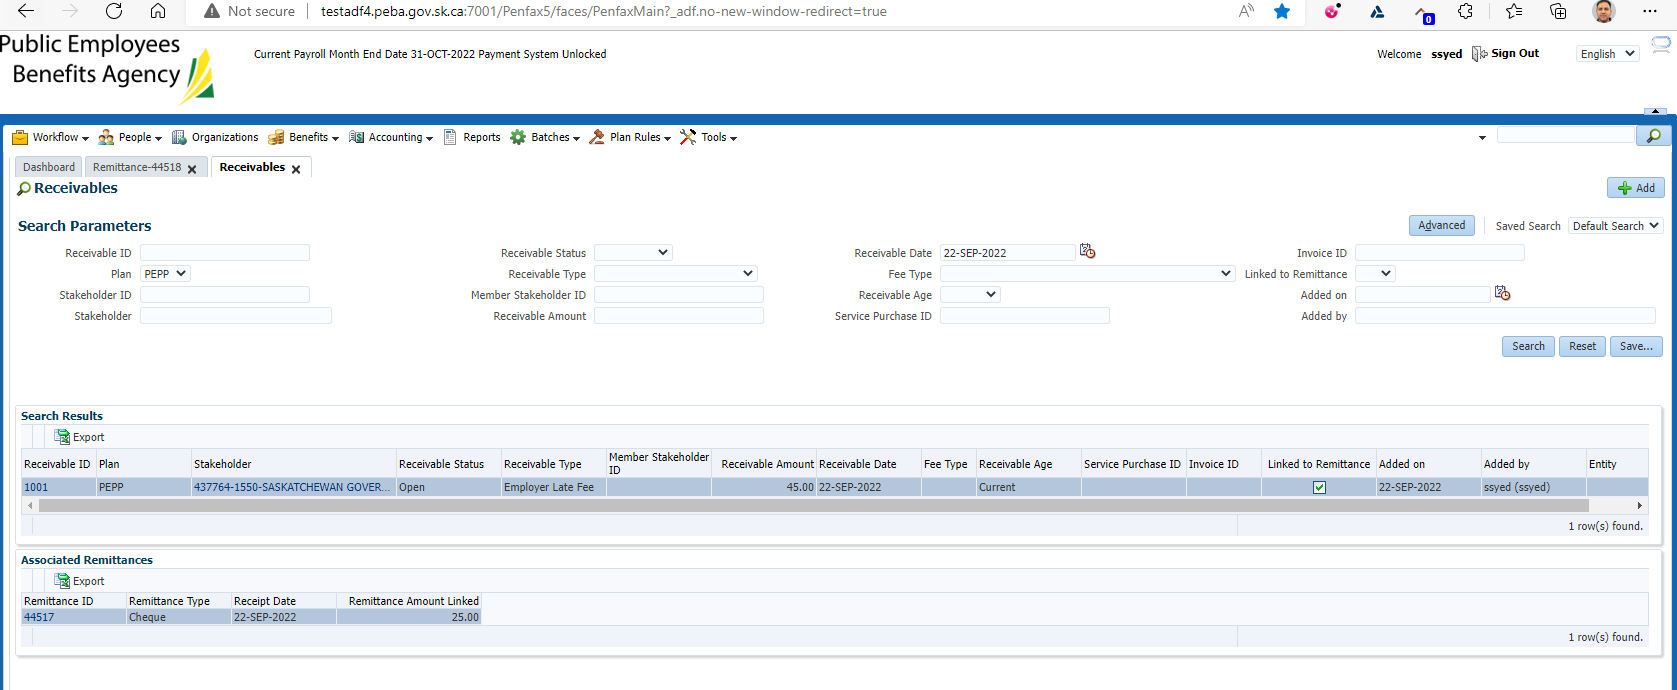 Not secure testadf4.peba.gov.sk.ca:7001/Penfax5/faces/PenfaxMain?_adf.no-new-window-redirect=true
0
Public Employees
Benefits Agency
Current Payroll Month End Date 31-OCT-2022 Payment System Unlocked
Welcome ssyed Sign Out English
Workflow People Organizations Benefits Accounting Reports Batches Plan Rules Tools
Dashboard Remittance-44518 Receivables
Receivables Add
Search Parameters Advanced Saved Search Default Search
Receivable ID Receivable Status Receivable Date 22-SEP-2022 Invoice ID
Plan PEPP Receivable Type Fee Type Linked to Remittance
Stakeholder ID Member Stakeholder ID Receivable Age Added on
Stakeholder Receivable Amount Service Purchase ID Added by
Search Reset Save...
Search Results
Export
Receivable ID Plan Stakeholder Receivable Status Receivable Type Member Stakeholder ID Receivable Amount Receivable Date Fee Type Receivable Age Service Purchase ID Invoice ID Linked to Remittance Added on Added by Entity
1001 PEPP 437764-1550-SASKATCHEWAN GOVER... Open Employer Late Fee 45.00 22-SEP-2022 Current 22-SEP-2022 ssyed (ssyed)
1 row(s) found.
Associated Remittances
Export
Remittance ID Remittance Type Receipt Date Remittance Amount Linked
44517 Cheque 22-SEP-2022 25.00
1 row(s) found.